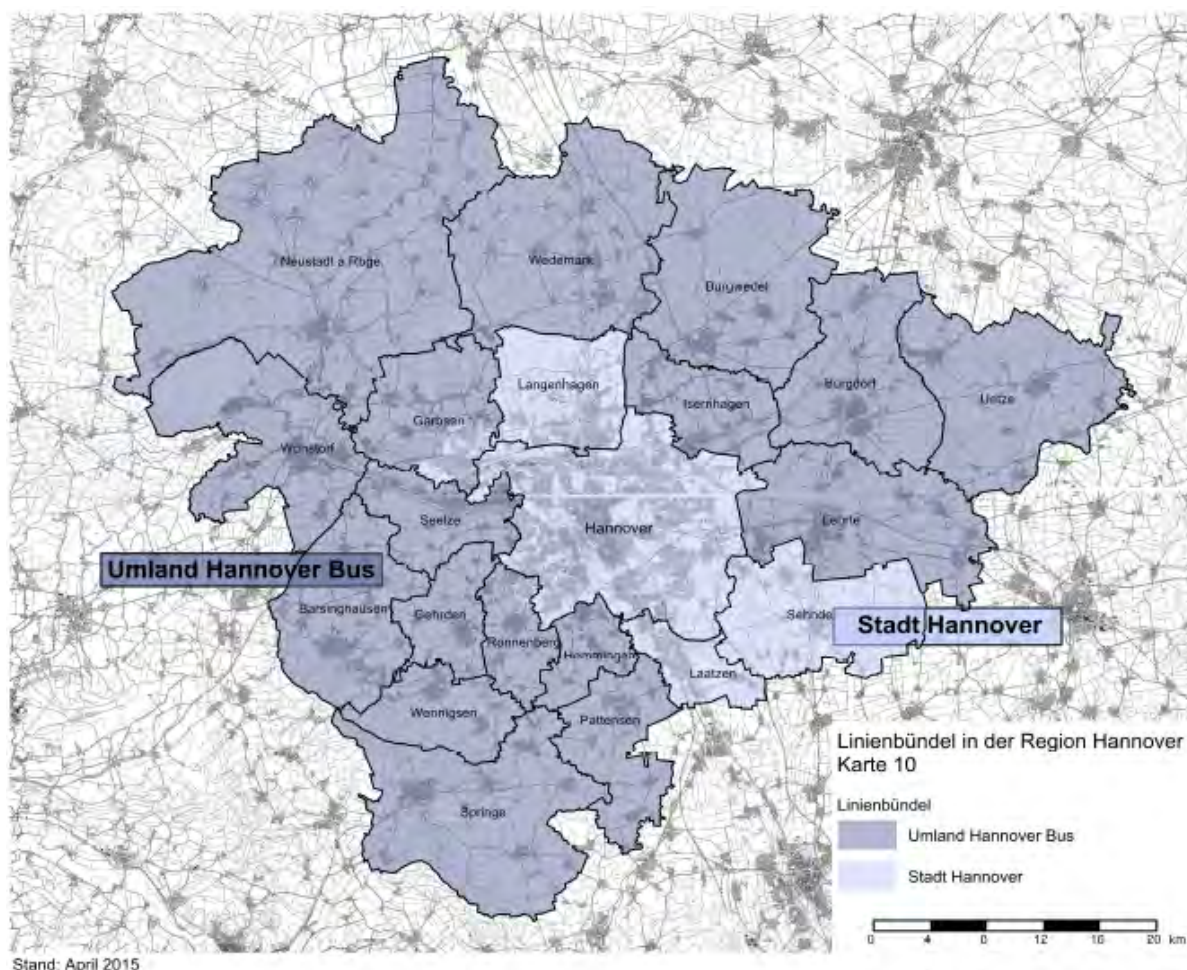 Neustadt a.Rbge.
Wedemark
Burgwedel
Langenhagen
Burgdorf
Uetze
Isernhagen
Garbsen
Wunstorf
Seelze
Hannover
Lehrte
Umland Hannover Bus
Barsinghausen
Gehrden
Ronnenberg
Hemmingen
Sehnde
Stadt Hannover
Laatzen
Wennigsen
Pattensen
Springe
Linienbündel in der Region Hannover
Karte 10
Linienbündel
Umland Hannover Bus
Stadt Hannover
0 4 8 12 16 20 km
Stand: April 2015